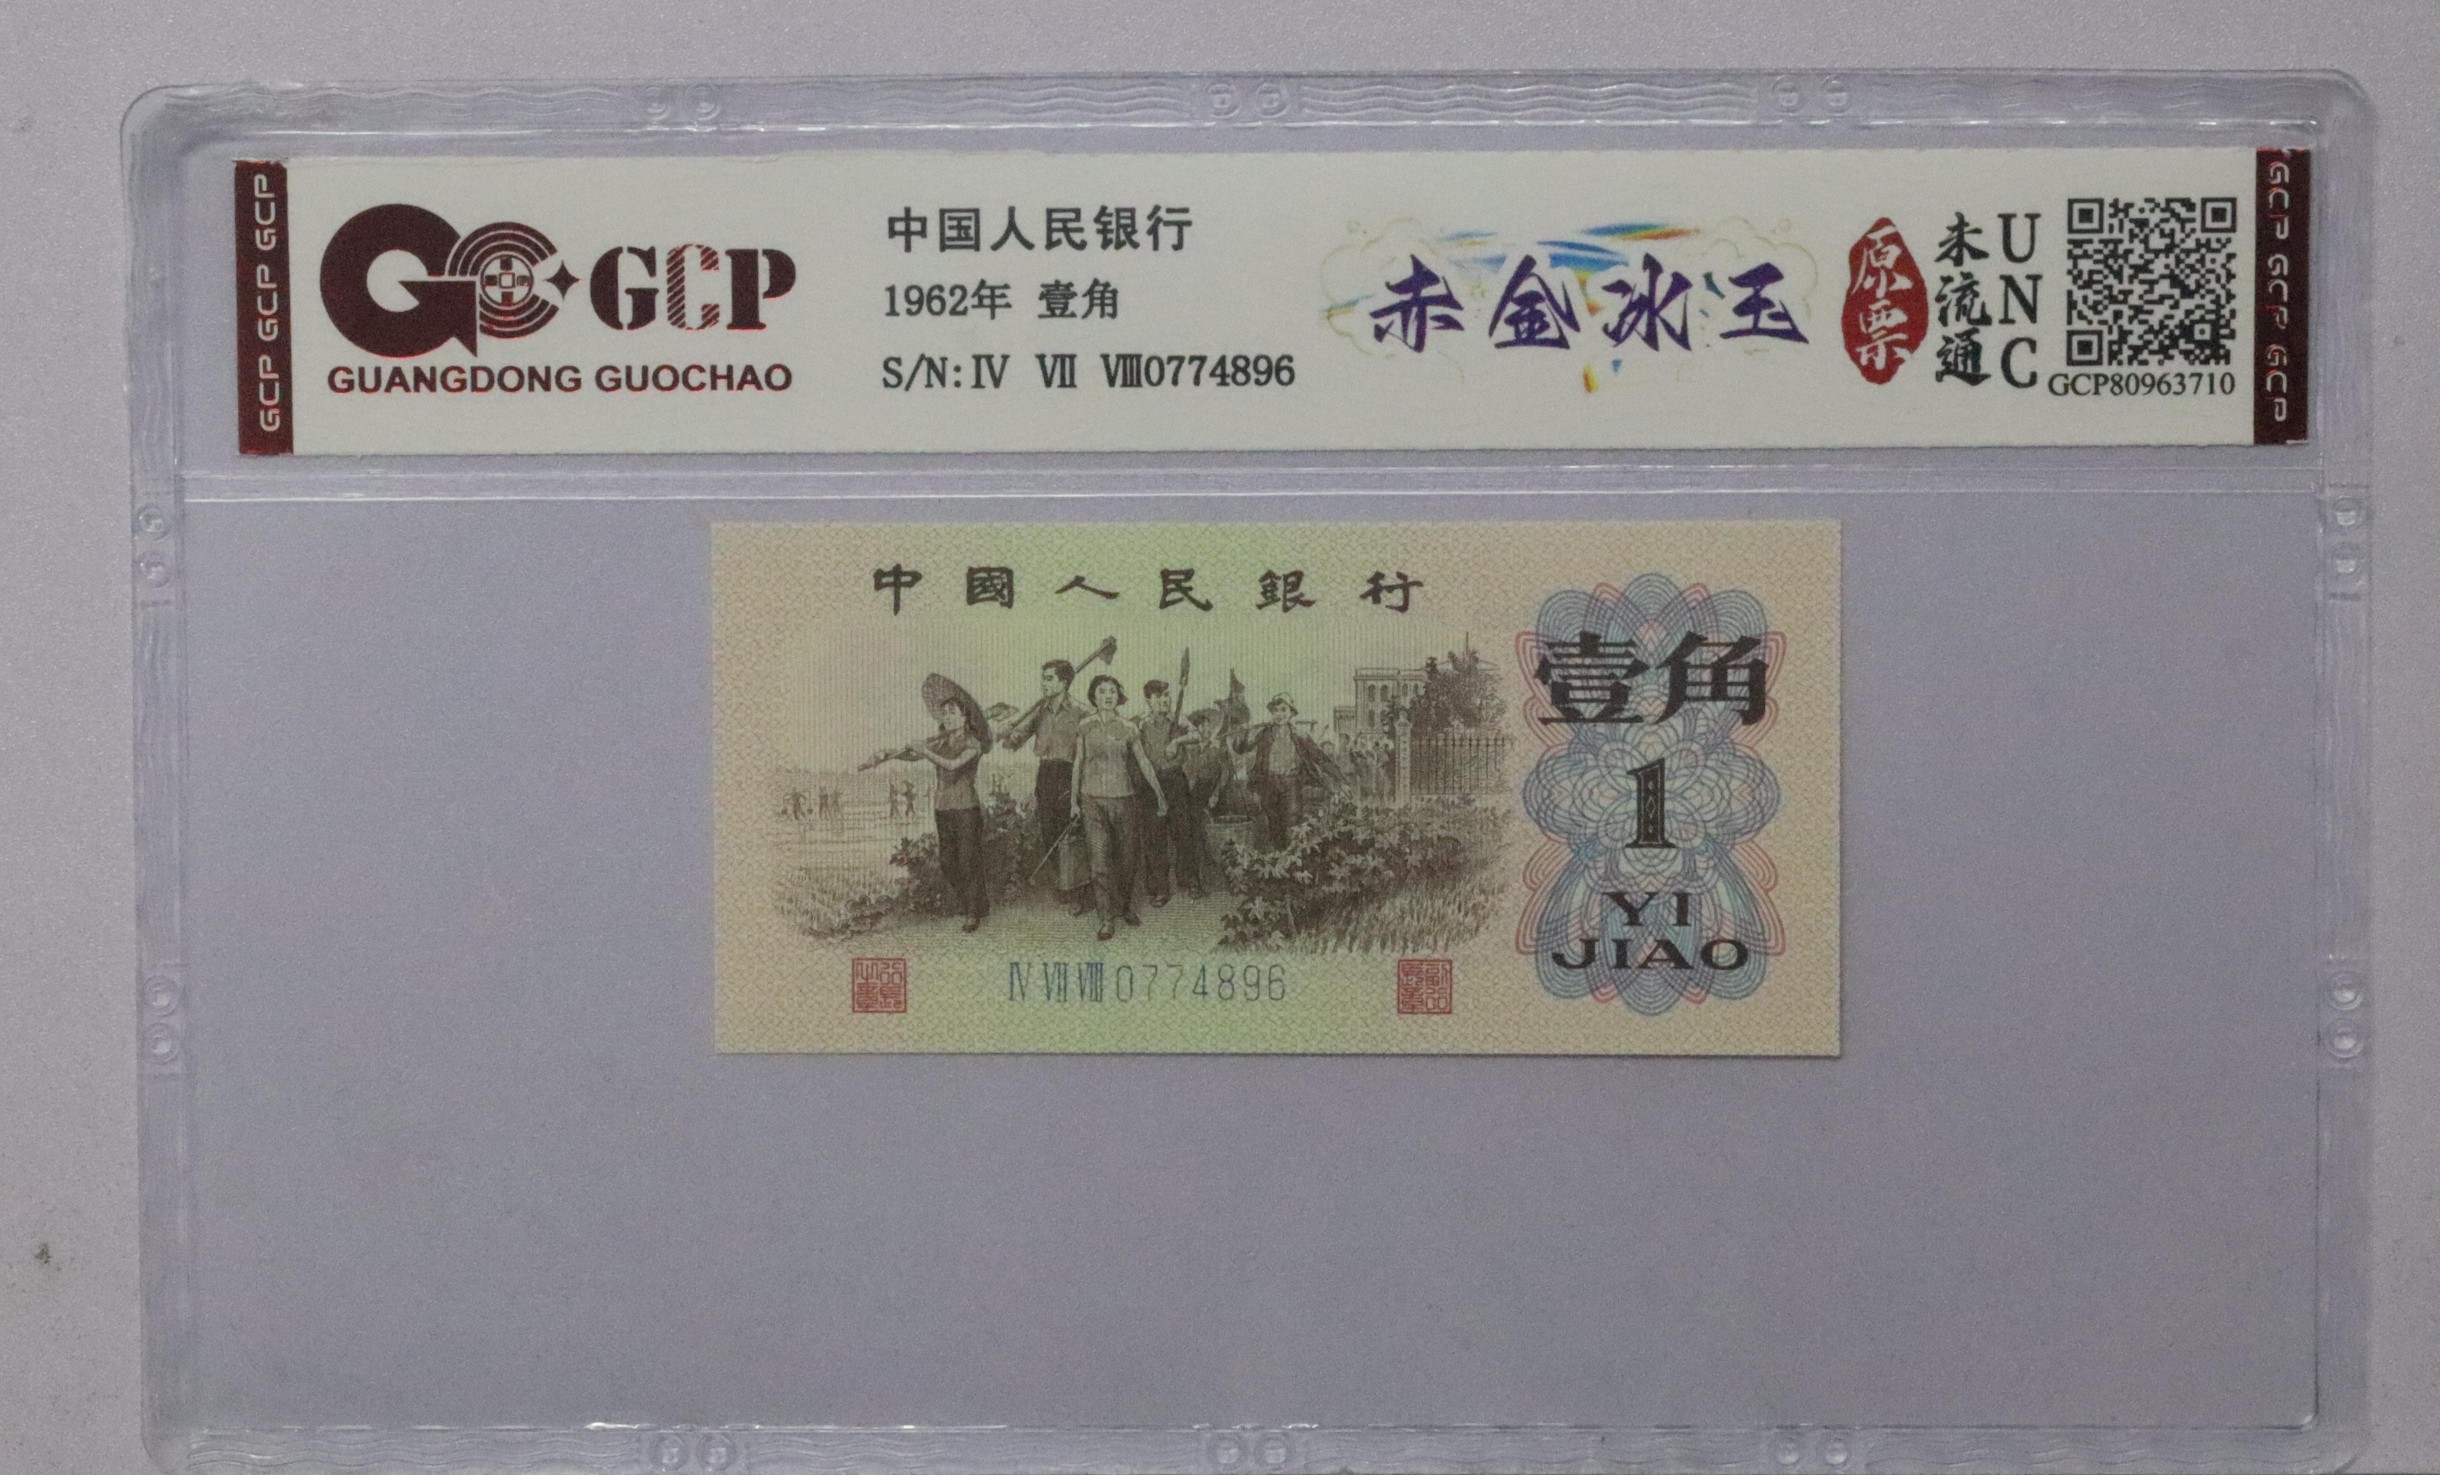 GCP GCP GCP
GCP
GUANGDONG GUOCHAO
中国人民银行
1962年 壹角
S/N: Ⅳ Ⅶ Ⅷ0774896
赤金冰玉
原票
未流通
UNC
GCP80963710
GCP GCP GCP
中國人民銀行
壹角
1
YI
JIAO
Ⅳ Ⅶ Ⅷ 0774896